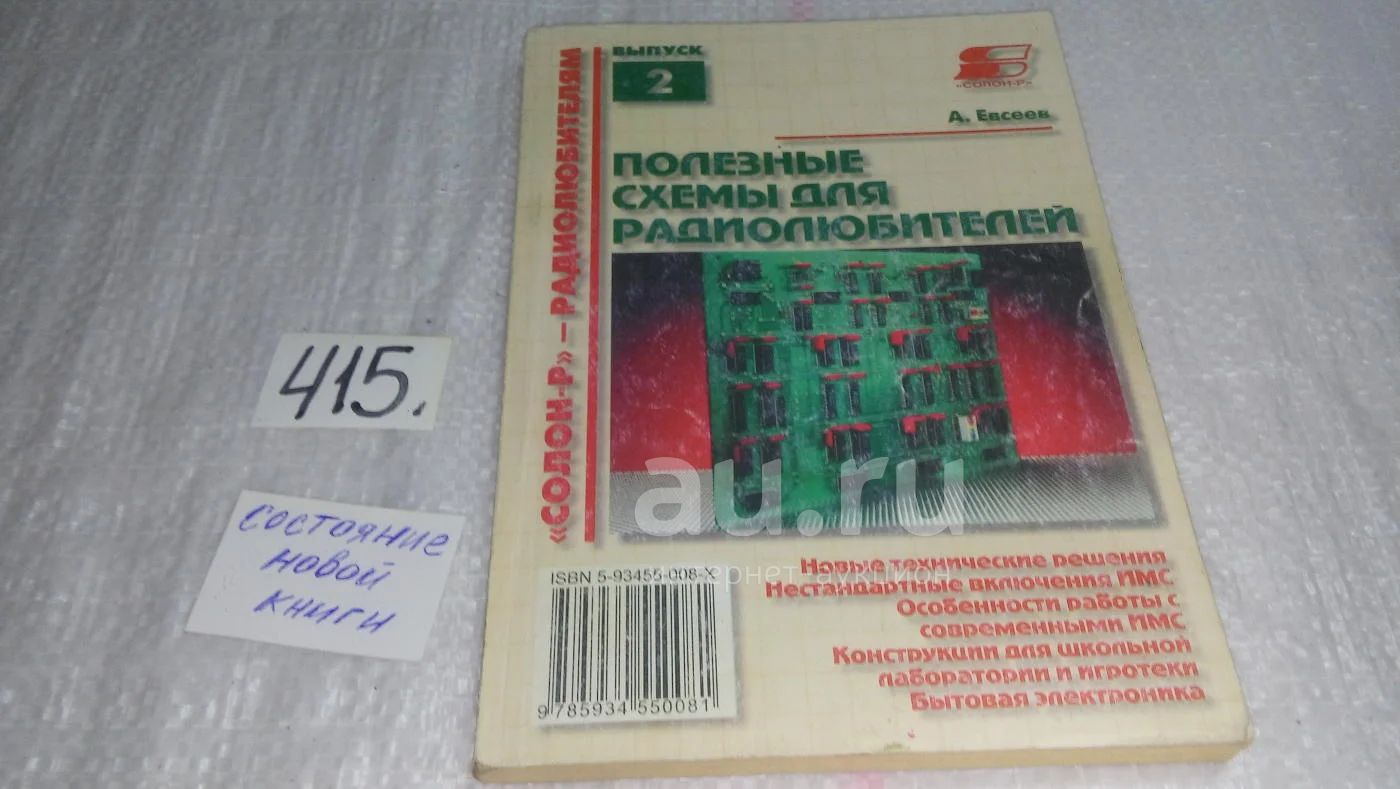 ВЫПУСК
2
«СОЛОН-Р»
Д. Евсеев
«СОЛОН-Р» – РАДИОЛЮБИТЕЛЯМ
ПОЛЕЗНЫЕ
СХЕМЫ ДЛЯ
РАДИОЛЮБИТЕЛЕЙ
415.
состояние
новой
книги
au.ru
интернет-аукцион
Новые технические решения
Нестандартные включения ИМС
Особенности работы с
современными ИМС
Конструкции для школьной
лаборатории и игротеки
Бытовая электроника
ISBN 5-93455-008-X
9 785934 550081